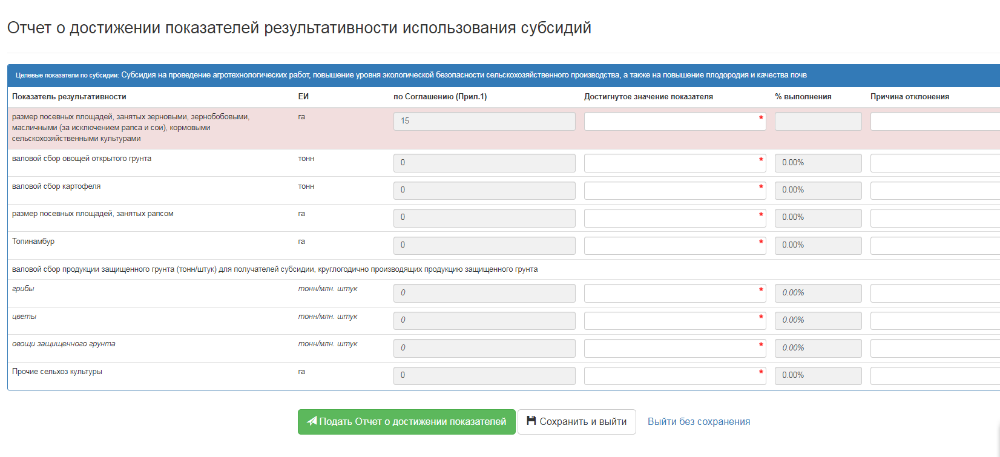 Отчет о достижении показателей результативности использования субсидий
Целевые показатели по субсидии: Субсидия на проведение агротехнологических работ, повышение уровня экологической безопасности сельскохозяйственного производства, а также на повышение плодородия и качества почв
Показатель результативности ЕИ по Соглашению (Прил.1) Достигнутое значение показателя % выполнения Причина отклонения
размер посевных площадей, занятых зерновыми, зернобобовыми, га 15 *
масличными (за исключением рапса и сои), кормовыми
сельскохозяйственными культурами
валовой сбор овощей открытого грунта тонн 0 * 0.00%
валовой сбор картофеля тонн 0 * 0.00%
размер посевных площадей, занятых рапсом га 0 * 0.00%
Топинамбур га 0 * 0.00%
валовой сбор продукции защищенного грунта (тонн/штук) для получателей субсидии, круглогодично производящих продукцию защищенного грунта
грибы тонн/млн. штук 0 * 0.00%
цветы тонн/млн. штук 0 * 0.00%
овощи защищенного грунта тонн/млн. штук 0 * 0.00%
Прочие сельхоз культуры га 0 * 0.00%
Подать Отчет о достижении показателей Сохранить и выйти Выйти без сохранения